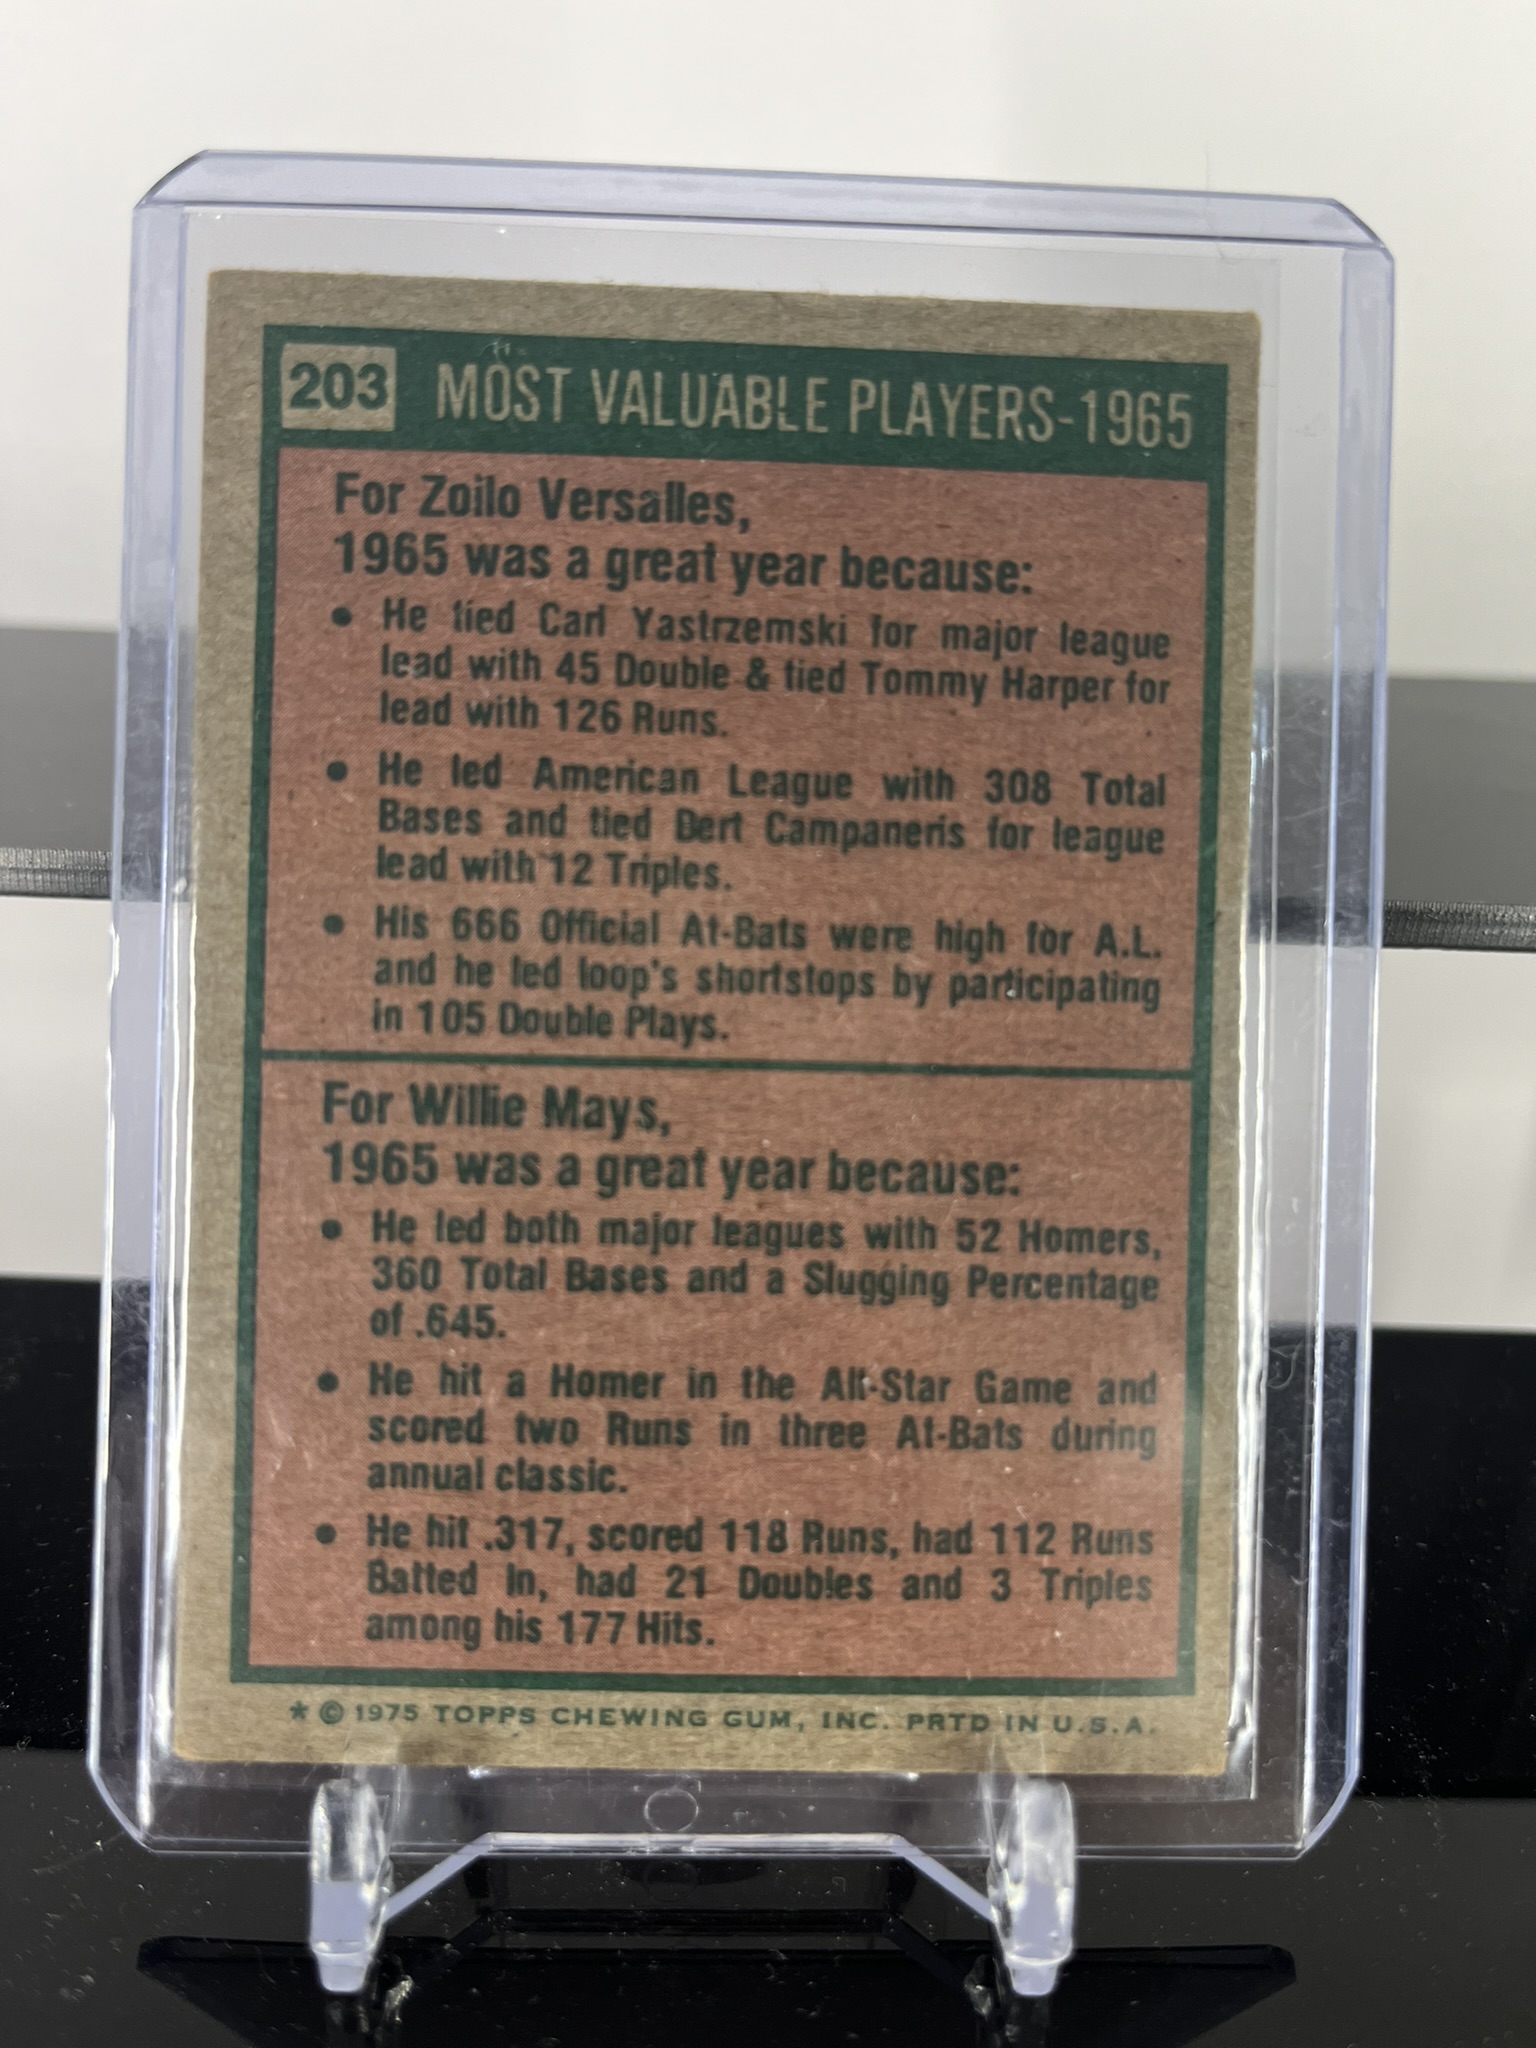 203 MOST VALUABLE PLAYERS-1965
For Zoilo Versalles,
1965 was a great year because:
• He tied Carl Yastrzemski for major league
lead with 45 Double & tied Tommy Harper for
lead with 126 Runs.
• He led American League with 308 Total
Bases and tied Bert Campaneris for league
lead with 12 Triples.
• His 666 Official At-Bats were high for A.L.
and he led loop's shortstops by participating
in 105 Double Plays.
For Willie Mays,
1965 was a great year because:
• He led both major leagues with 52 Homers,
360 Total Bases and a Slugging Percentage
of .645.
• He hit a Homer in the All-Star Game and
scored two Runs in three At-Bats during
annual classic.
• He hit .317, scored 118 Runs, had 112 Runs
Batted In, had 21 Doubles and 3 Triples
among his 177 Hits.
* © 1975 TOPPS CHEWING GUM, INC. PRTD IN U.S.A.